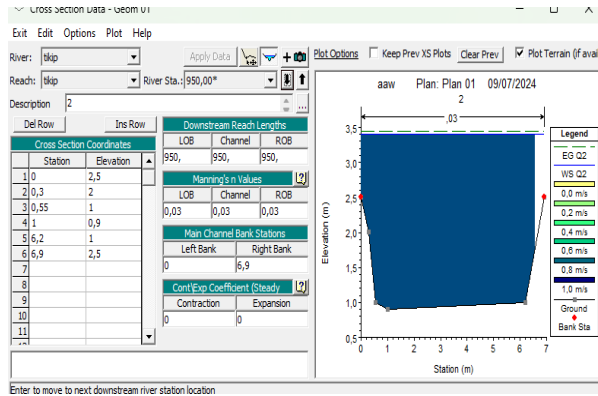 Cross Section Data - Geom 01
Exit Edit Options Plot Help
River: tikip Apply Data Plot Options Keep Prev XS Plots Clear Prev Plot Terrain (if avai
Reach: tikip River Sta.: 950,00*
Description 2 ...
Del Row Ins Row
Cross Section Coordinates
Station Elevation
1 0 2,5
2 0,3 2
3 0,55 1
4 1 0,9
5 6,2 1
6 6,9 2,5
7
8
9
10
11
Downstream Reach Lengths
LOB Channel ROB
950, 950, 950,
Manning's n Values
LOB Channel ROB
0,03 0,03 0,03
Main Channel Bank Stations
Left Bank Right Bank
0 6,9
Cont\Exp Coefficient (Steady
Contraction Expansion
0 0
aaw Plan: Plan 01 09/07/2024
2
,03
Elevation (m)
3,5
3,0
2,5
2,0
1,5
1,0
0,5
0 1 2 3 4 5 6 7
Station (m)
Legend
EG Q2
WS Q2
0,0 m/s
0,2 m/s
0,4 m/s
0,6 m/s
0,8 m/s
1,0 m/s
Ground
Bank Sta
Enter to move to next downstream river station location